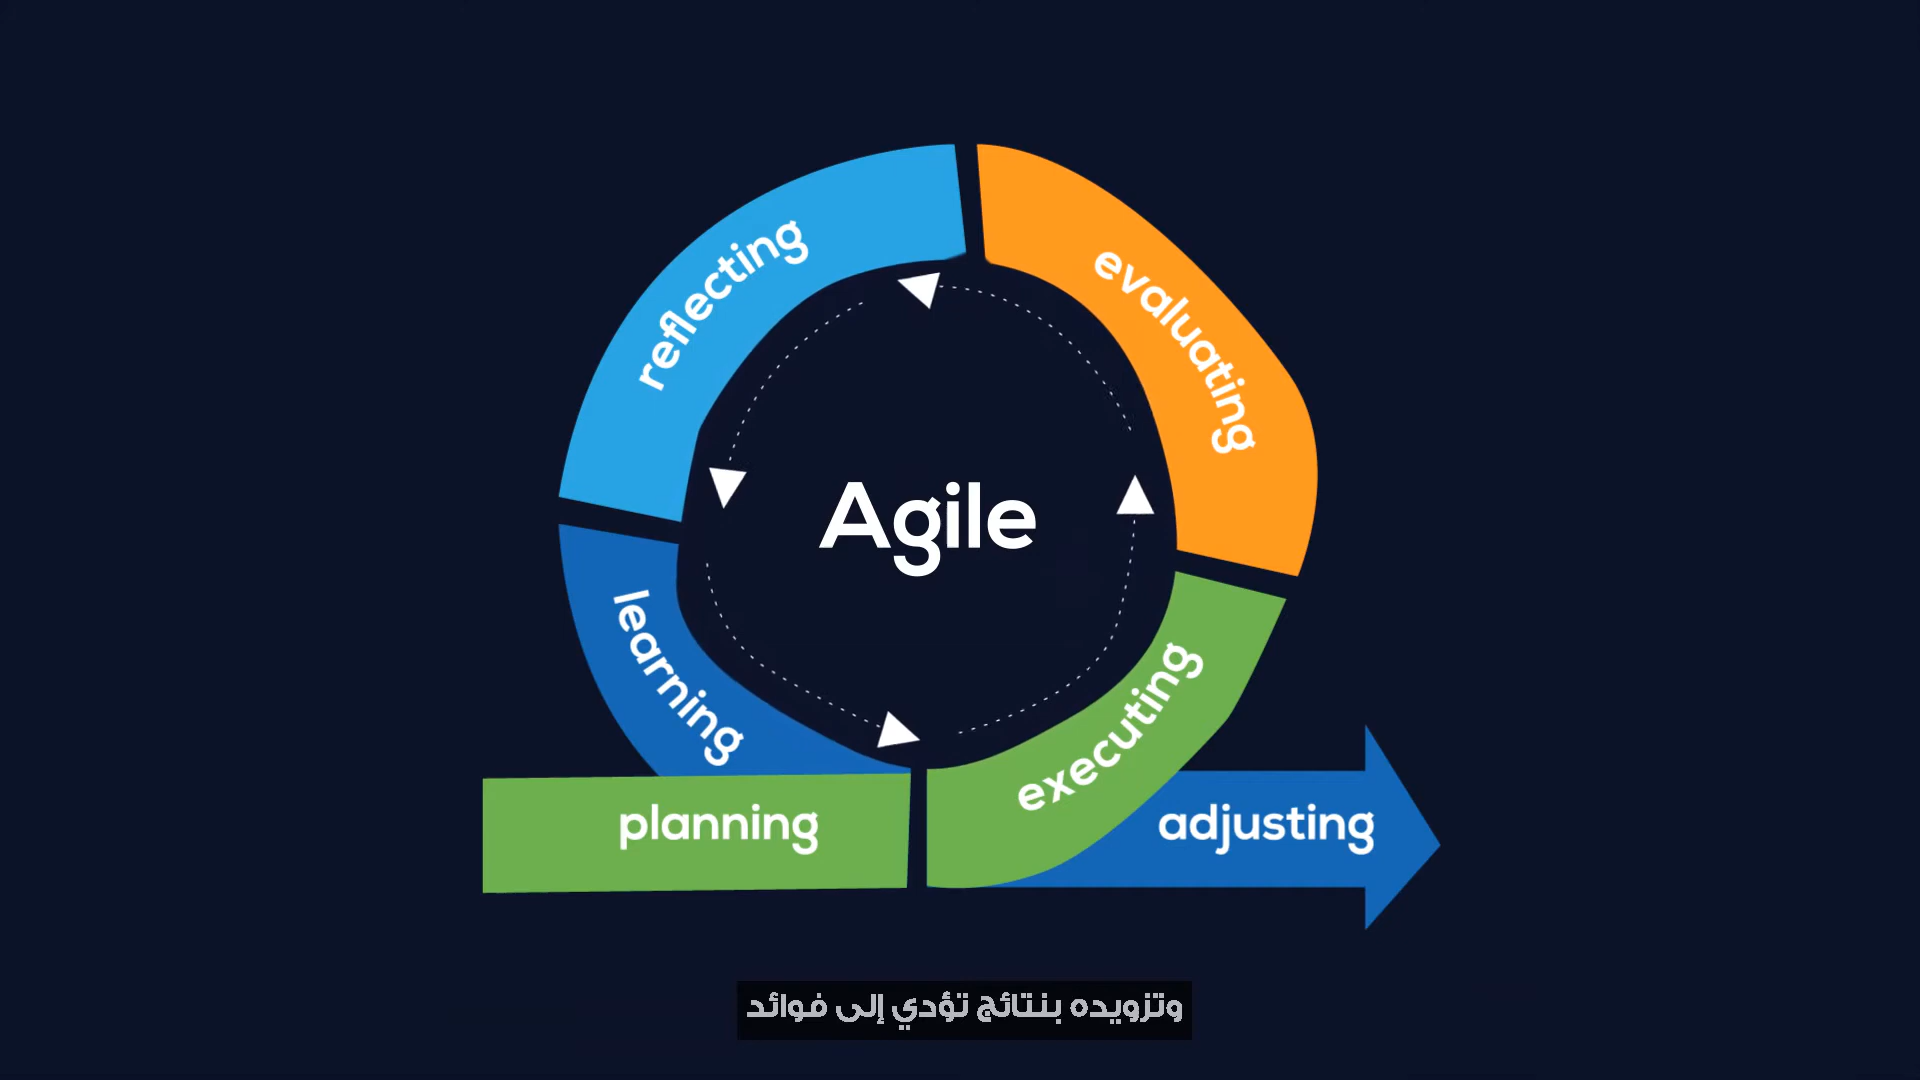 reflecting
evaluating
Agile
learning
executing
planning
adjusting
وتزويده بنتائج تؤدي إلى فوائد